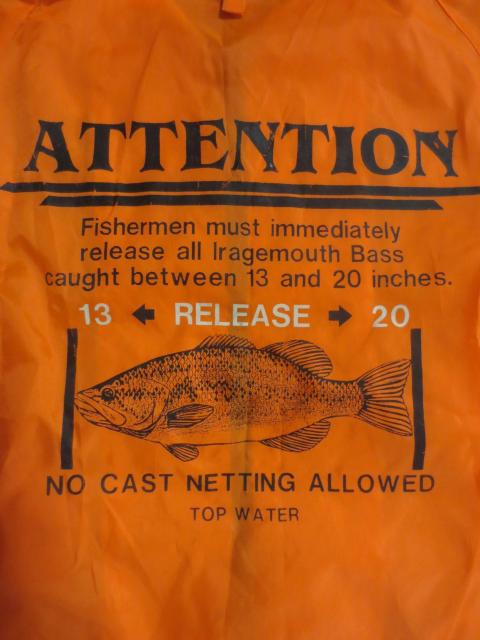 ATTENTION
Fishermen must immediately
release all Iragemouth Bass
caught between 13 and 20 inches.
13 ← RELEASE → 20
NO CAST NETTING ALLOWED
TOP WATER